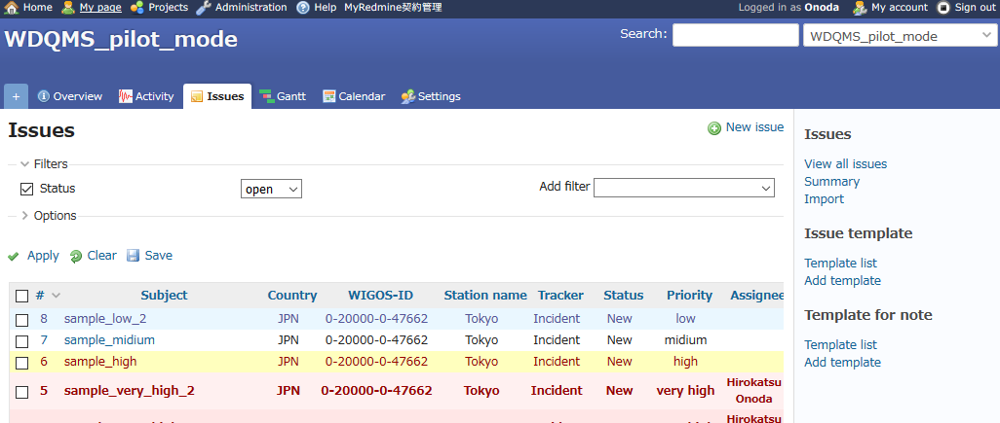 Home My page Projects Administration Help MyRedmine契約管理 Logged in as Onoda My account Sign out
WDQMS_pilot_mode Search: WDQMS_pilot_mode
+ Overview Activity Issues Gantt Calendar Settings
Issues New issue
Filters
Status open Add filter
Options
Apply Clear Save
# Subject Country WIGOS-ID Station name Tracker Status Priority Assignee
8 sample_low_2 JPN 0-20000-0-47662 Tokyo Incident New low
7 sample_midium JPN 0-20000-0-47662 Tokyo Incident New midium
6 sample_high JPN 0-20000-0-47662 Tokyo Incident New high
5 sample_very_high_2 JPN 0-20000-0-47662 Tokyo Incident New very high Hirokatsu
Onoda
Hirokatsu
Issues
View all issues
Summary
Import
Issue template
Template list
Add template
Template for note
Template list
Add template